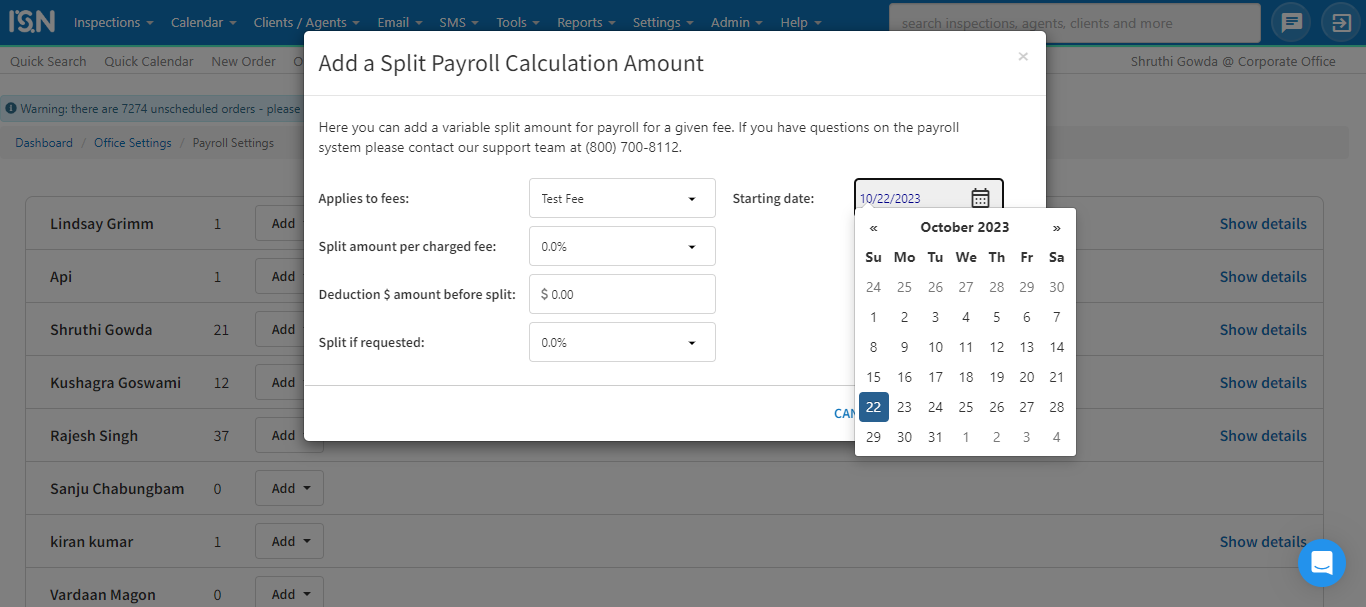 ISN Inspections Calendar Clients / Agents Email SMS Tools Reports Settings Admin Help search inspections, agents, clients and more
Quick Search Quick Calendar New Order O Shruthi Gowda @ Corporate Office
Add a Split Payroll Calculation Amount ×
Warning: there are 7274 unscheduled orders - please
Dashboard / Office Settings / Payroll Settings
Here you can add a variable split amount for payroll for a given fee. If you have questions on the payroll
system please contact our support team at (800) 700-8112.
Applies to fees: Test Fee Starting date: 10/22/2023
Split amount per charged fee: 0.0%
Deduction $ amount before split: $ 0.00
Split if requested: 0.0%
CAN
« October 2023 »
Su Mo Tu We Th Fr Sa
24 25 26 27 28 29 30
1 2 3 4 5 6 7
8 9 10 11 12 13 14
15 16 17 18 19 20 21
22 23 24 25 26 27 28
29 30 31 1 2 3 4
Lindsay Grimm 1 Add Show details
Api 1 Add Show details
Shruthi Gowda 21 Add Show details
Kushagra Goswami 12 Add Show details
Rajesh Singh 37 Add Show details
Sanju Chabungbam 0 Add
kiran kumar 1 Add Show details
Vardaan Magon 0 Add